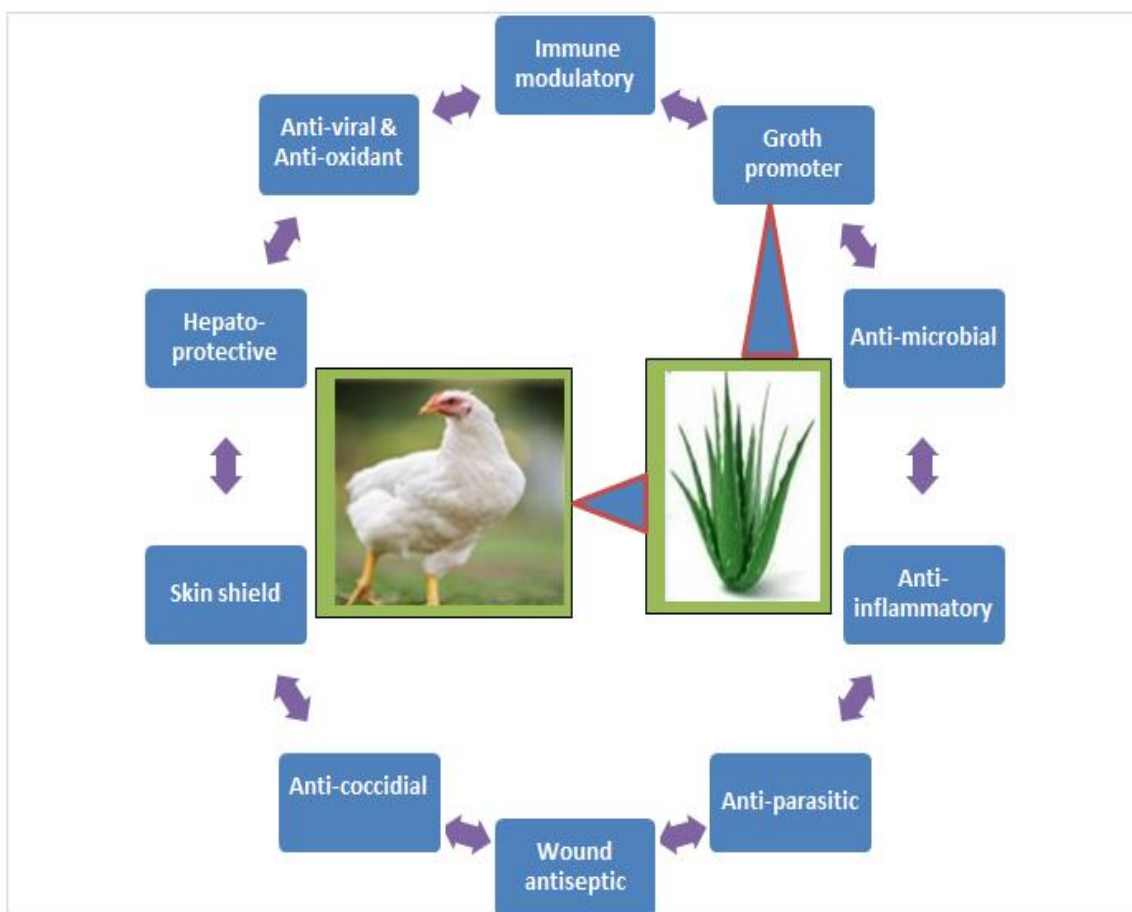 Immune
modulatory
Groth
promoter
Anti-microbial
Anti-
inflammatory
Anti-parasitic
Wound
antiseptic
Anti-coccidial
Skin shield
Hepato-
protective
Anti-viral &
Anti-oxidant